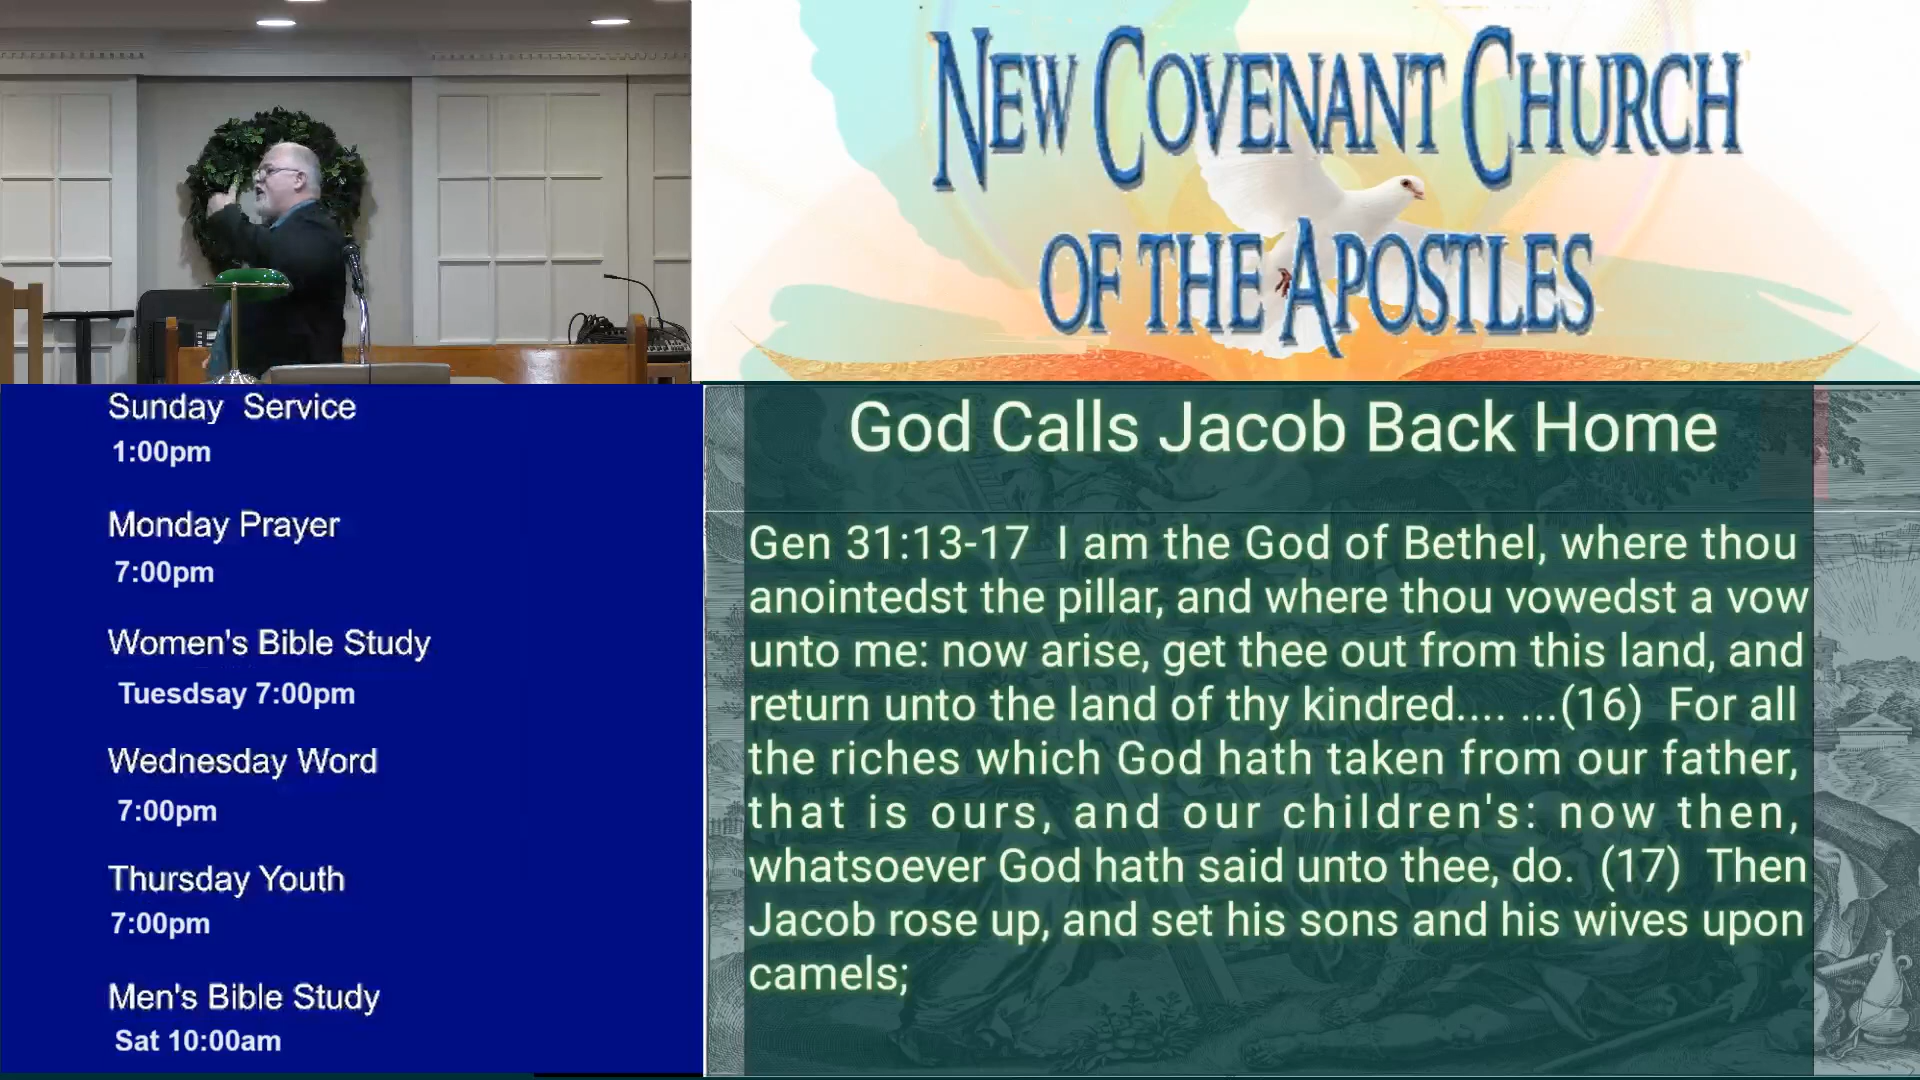 NEW COVENANT CHURCH
OF THE APOSTLES
Sunday Service
1:00pm
Monday Prayer
7:00pm
Women's Bible Study
Tuesdsay 7:00pm
Wednesday Word
7:00pm
Thursday Youth
7:00pm
Men's Bible Study
Sat 10:00am
God Calls Jacob Back Home
Gen 31:13-17 I am the God of Bethel, where thou
anointedst the pillar, and where thou vowedst a vow
unto me: now arise, get thee out from this land, and
return unto the land of thy kindred.... ...(16) For all
the riches which God hath taken from our father,
that is ours, and our children's: now then,
whatsoever God hath said unto thee, do. (17) Then
Jacob rose up, and set his sons and his wives upon
camels;